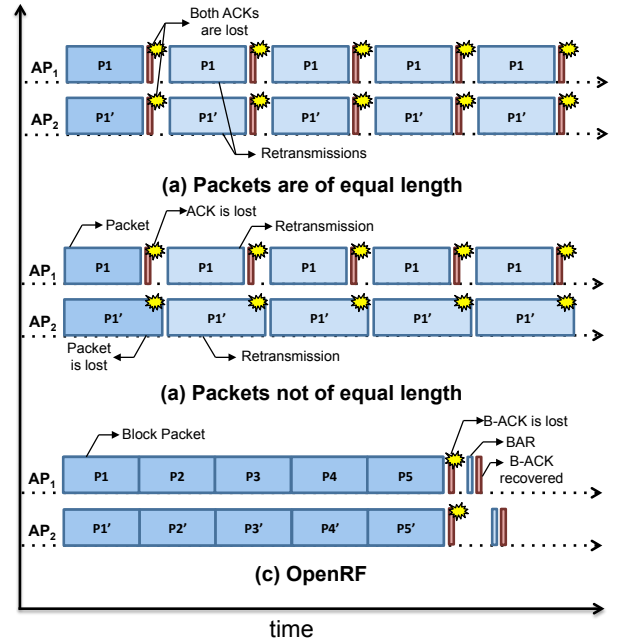 Both ACKs
are lost
AP1 P1 P1 P1 P1 P1
AP2 P1' P1' P1' P1' P1'
Retransmissions
(a) Packets are of equal length
Packet ACK is lost Retransmission
AP1 P1 P1 P1 P1 P1
AP2 P1' P1' P1' P1' P1'
Packet
is lost
Retransmission
(a) Packets not of equal length
B-ACK is lost
Block Packet BAR
AP1 P1 P2 P3 P4 P5
B-ACK
recovered
AP2 P1' P2' P3' P4' P5'
(c) OpenRF
time